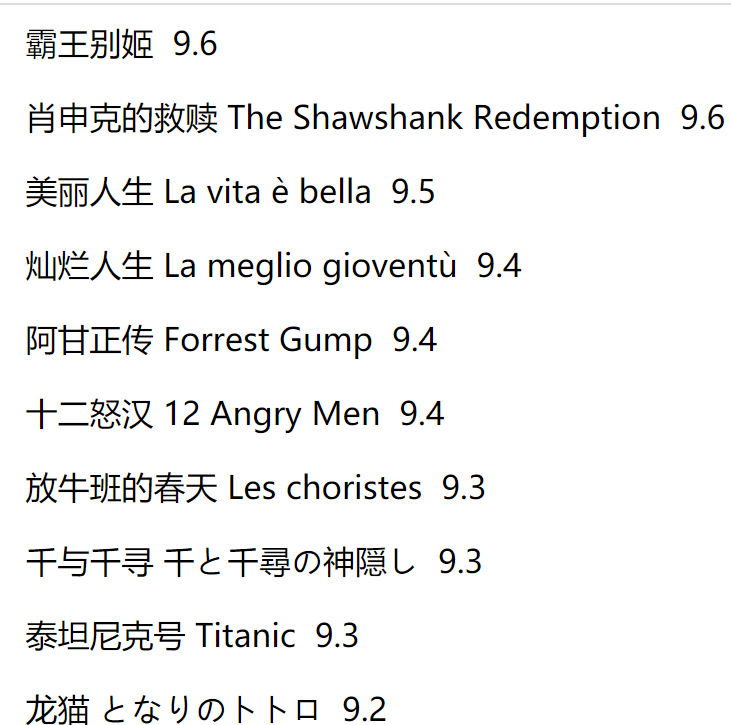 霸王别姬 9.6
肖申克的救赎 The Shawshank Redemption 9.6
美丽人生 La vita è bella 9.5
灿烂人生 La meglio gioventù 9.4
阿甘正传 Forrest Gump 9.4
十二怒汉 12 Angry Men 9.4
放牛班的春天 Les choristes 9.3
千与千寻 千と千尋の神隠し 9.3
泰坦尼克号 Titanic 9.3
龙猫 となりのトトロ 9.2